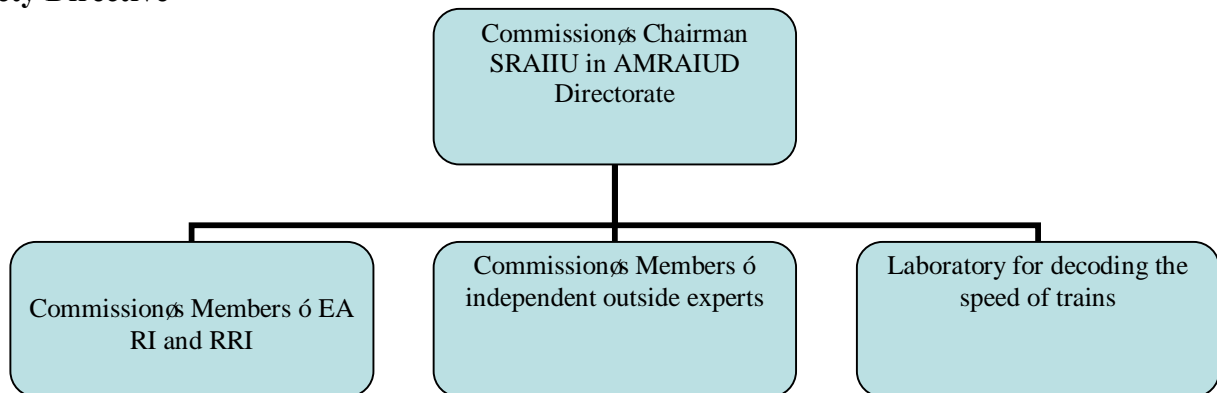 ety Directive
Commissionøs Chairman
SRAIIU in AMRAIUD
Directorate
Commissionøs Members ó EA
RI and RRI
Commissionøs Members ó
independent outside experts
Laboratory for decoding the
speed of trains